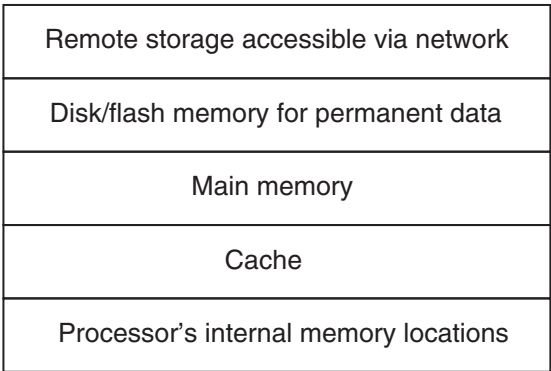 Remote storage accessible via network
Disk/flash memory for permanent data
Main memory
Cache
Processor's internal memory locations